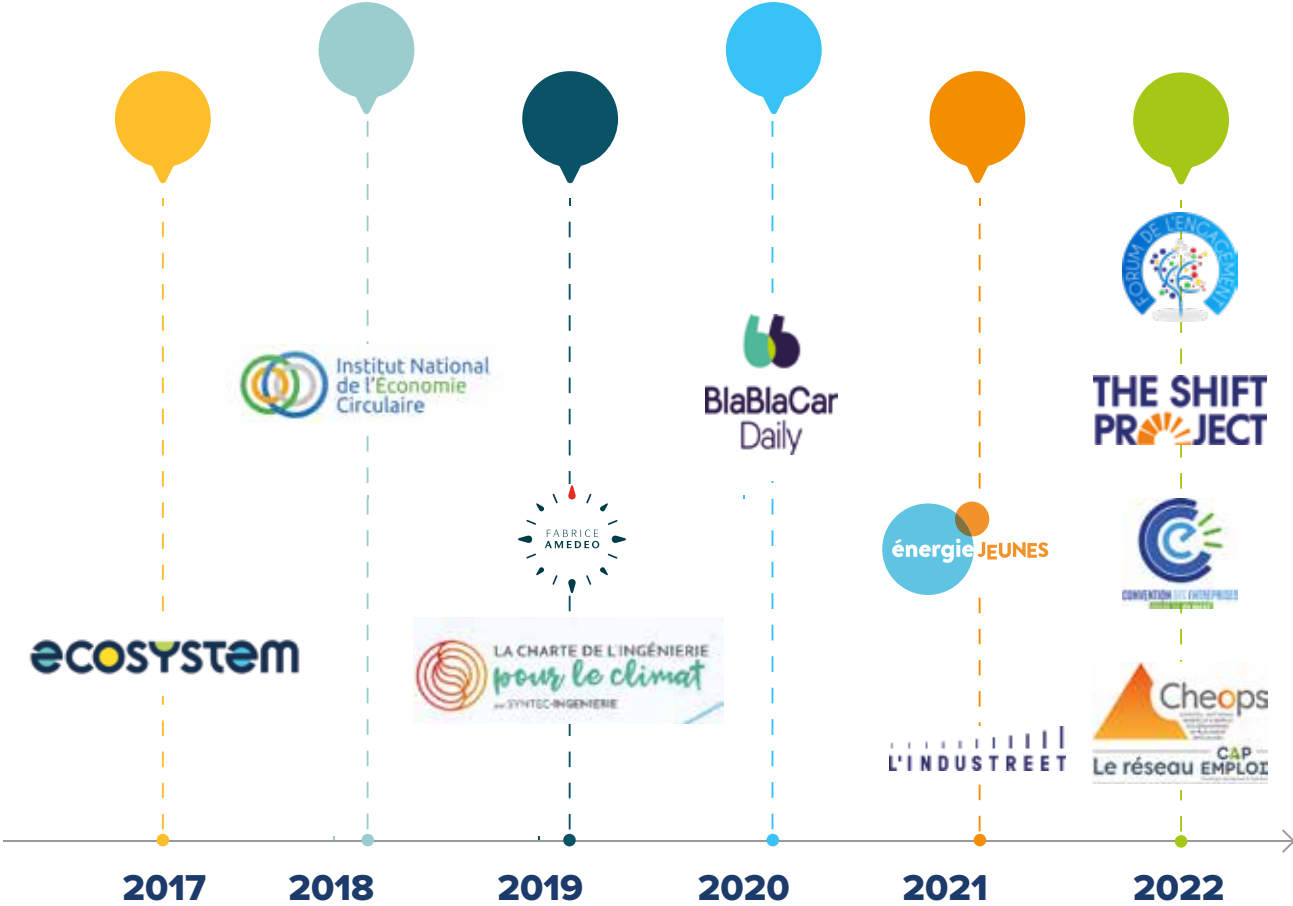 FORUM DE L'ENGAGEMENT
Institut National
de l'Économie
Circulaire
BlaBlaCar
Daily
THE SHIFT
PROJECT
FABRICE
AMEDEO
énergie JEUNES
CONVENTION DES ENTREPRISES
ecosystem
LA CHARTE DE L'INGÉNIERIE
pour le climat
par SYNTEC-INGENIERIE
L'INDUSTREET
Cheops
Le réseau CAP EMPLOI
2017 2018 2019 2020 2021 2022